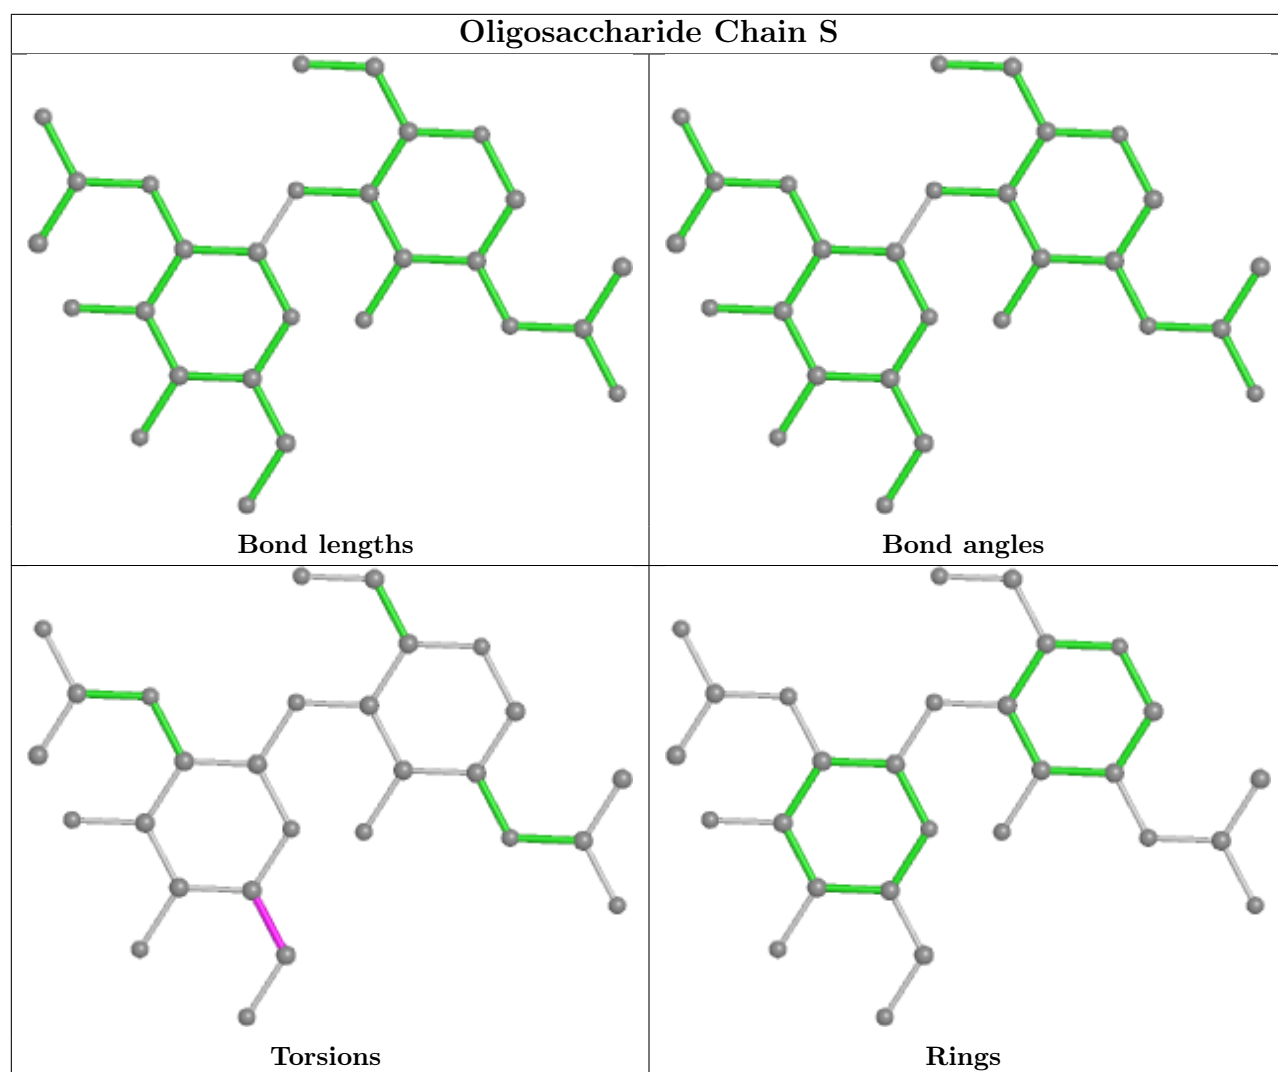 Oligosaccharide Chain S
Bond lengths
Bond angles
Torsions
Rings